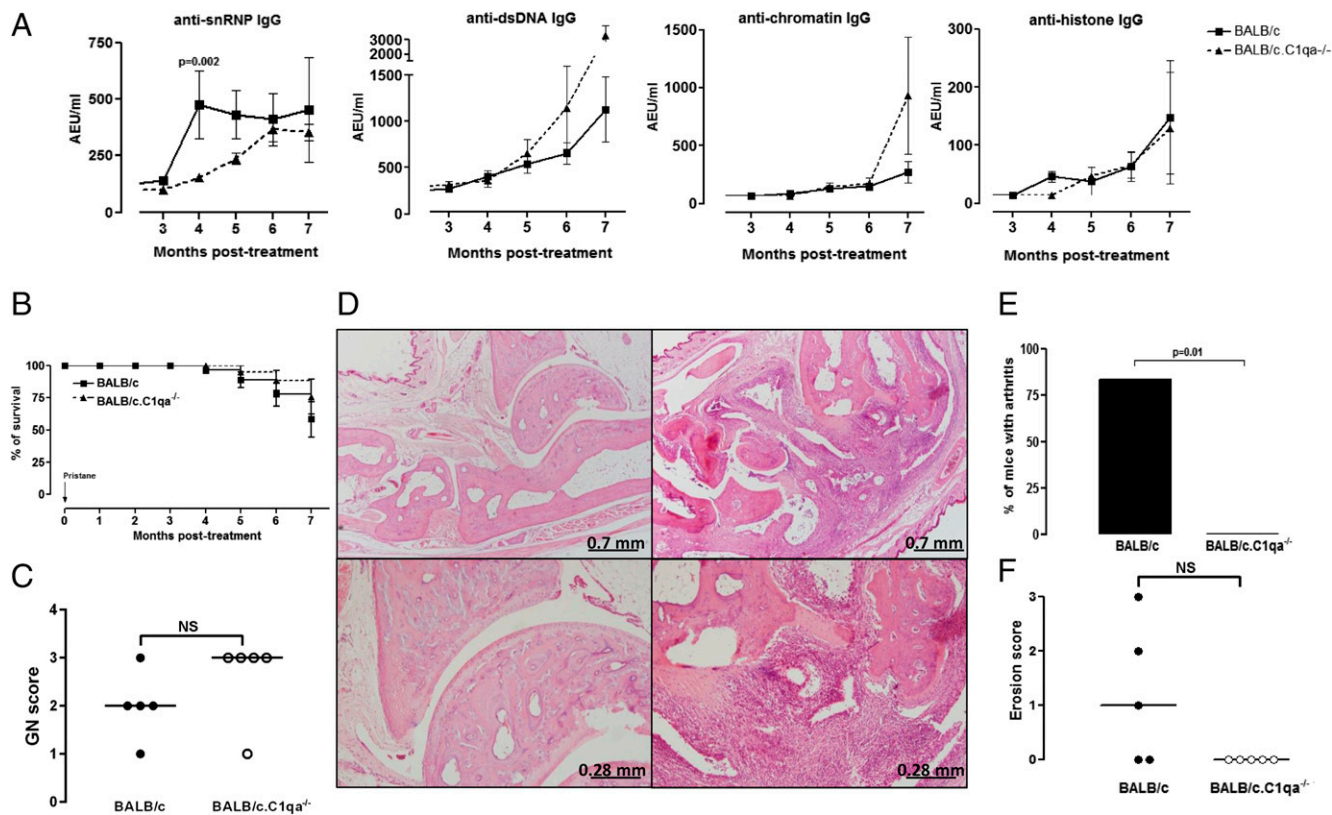 A
anti-snRNP IgG
AEU/ml
750
500
250
0
p=0.002
3 4 5 6 7
Months post-treatment
anti-dsDNA IgG
AEU/ml
3000
2000
1500
1000
500
0
3 4 5 6 7
Months post-treatment
anti-chromatin IgG
AEU/ml
1500
1000
500
0
3 4 5 6 7
Months post-treatment
anti-histone IgG
AEU/ml
300
200
100
0
3 4 5 6 7
Months post-treatment
BALB/c
BALB/c.C1qa-/-
B
% of survival
100
75
50
25
0
BALB/c
BALB/c.C1qa-/-
Pristane
0 1 2 3 4 5 6 7
Months post-treatment
C
GN score
4
3
2
1
0
NS
BALB/c BALB/c.C1qa-/-
D
0.7 mm
0.7 mm
0.28 mm
0.28 mm
E
% of mice with arthritis
100
75
50
25
0
p=0.01
BALB/c BALB/c.C1qa-/-
F
Erosion score
3
2
1
0
NS
BALB/c BALB/c.C1qa-/-